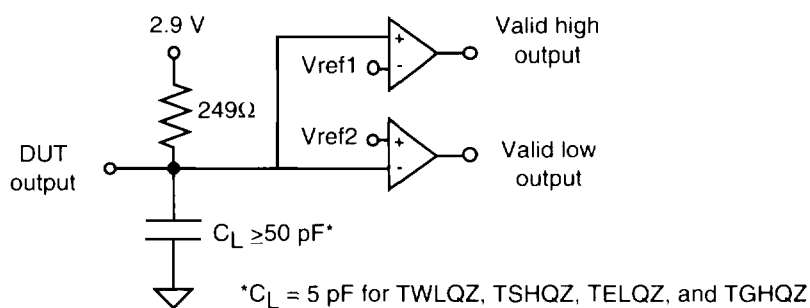 2.9 V
249Ω
DUT
output
C_L ≥50 pF*
Vref1
+
-
Vref2
+
-
Valid high
output
Valid low
output
*C_L = 5 pF for TWLQZ, TSHQZ, TELQZ, and TGHQZ